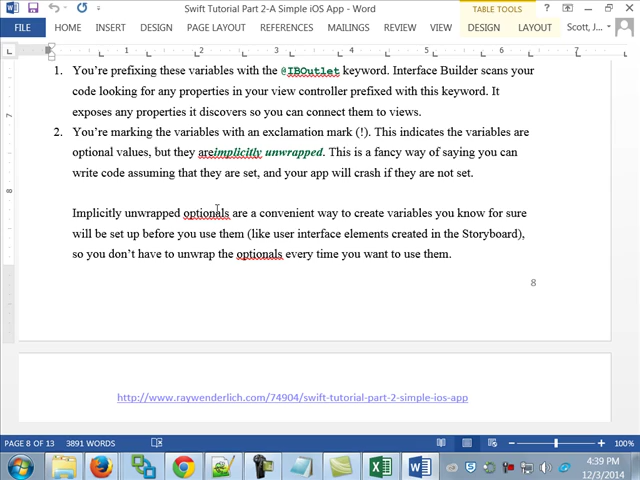 Swift Tutorial Part 2-A Simple iOS App - Word
TABLE TOOLS
FILE HOME INSERT DESIGN PAGE LAYOUT REFERENCES MAILINGS REVIEW VIEW DESIGN LAYOUT Scott, J...
1 2 3 4 5 6
7
8
1. You're prefixing these variables with the @IBOutlet keyword. Interface Builder scans your
code looking for any properties in your view controller prefixed with this keyword. It
exposes any properties it discovers so you can connect them to views.
2. You're marking the variables with an exclamation mark (!). This indicates the variables are
optional values, but they areimplicitly unwrapped. This is a fancy way of saying you can
write code assuming that they are set, and your app will crash if they are not set.
Implicitly unwrapped optionals are a convenient way to create variables you know for sure
will be set up before you use them (like user interface elements created in the Storyboard),
so you don't have to unwrap the optionals every time you want to use them.
8
http://www.raywenderlich.com/74904/swift-tutorial-part-2-simple-ios-app
PAGE 8 OF 13 3891 WORDS 100%
4:39 PM
12/3/2014